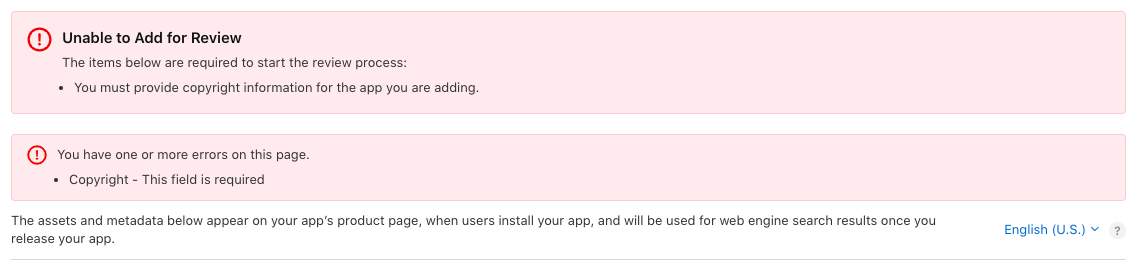 Unable to Add for Review
The items below are required to start the review process:
• You must provide copyright information for the app you are adding.
You have one or more errors on this page.
• Copyright - This field is required
The assets and metadata below appear on your app’s product page, when users install your app, and will be used for web engine search results once you
release your app.
English (U.S.)
?